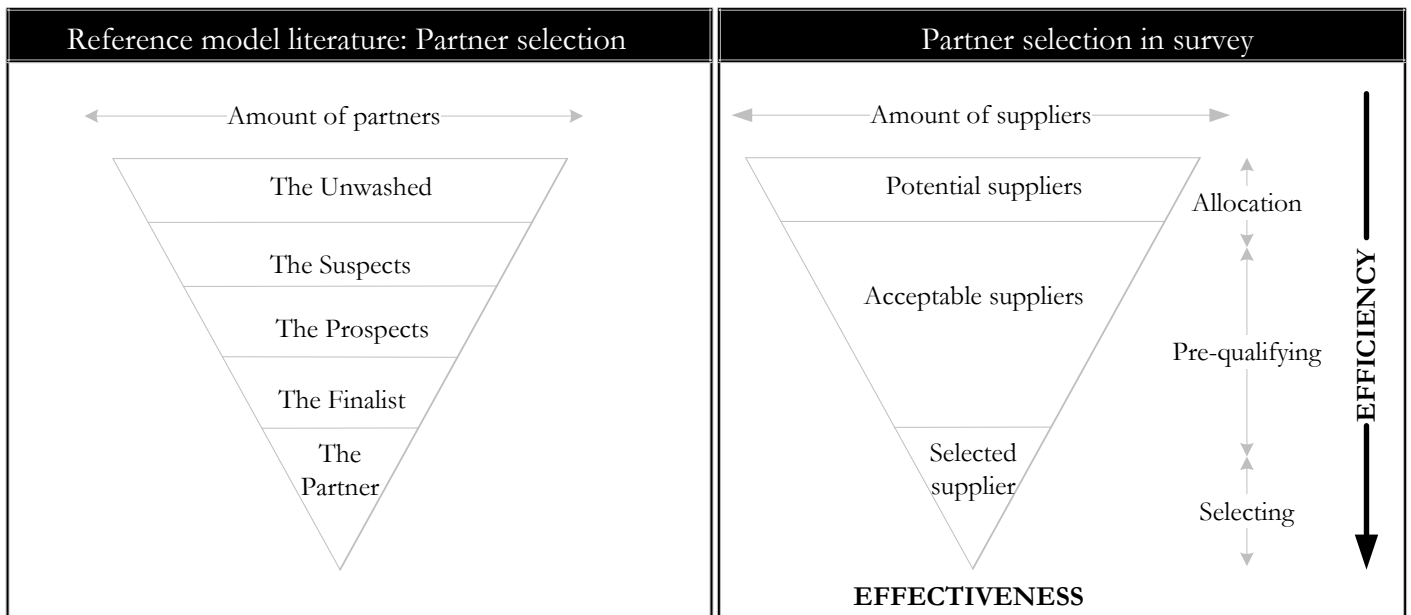 Reference model literature: Partner selection
Amount of partners
The Unwashed
The Suspects
The Prospects
The Finalist
The
Partner
Partner selection in survey
Amount of suppliers
Potential suppliers
Acceptable suppliers
Selected
supplier
Allocation
Pre-qualifying
Selecting
EFFICIENCY
EFFECTIVENESS